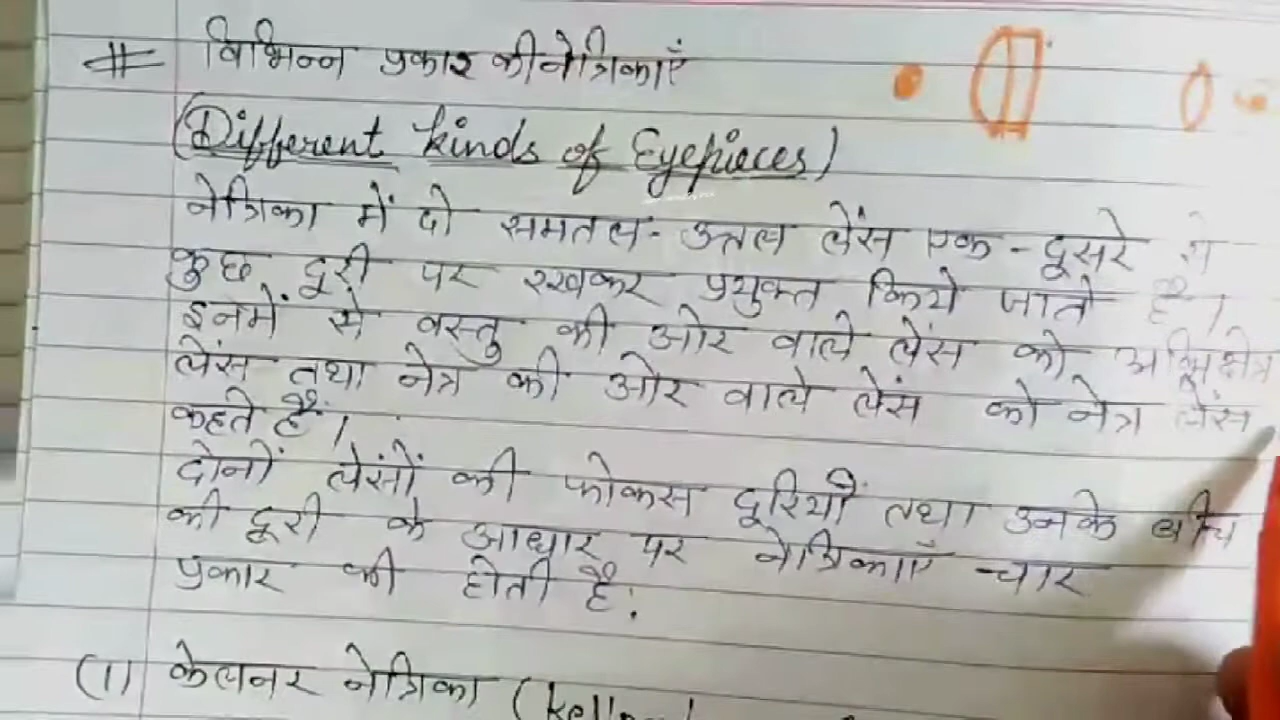 # विभिन्न प्रकार की नेत्रिकाएँ
(Different kinds of Eyepieces)
नेत्रिका में दो समतल-उत्तल लेंस एक-दूसरे से
कुछ दूरी पर रखकर प्रयुक्त किये जाते हैं।
इनमें से वस्तु की ओर वाले लेंस को अभिक्षेत्र
लेंस तथा नेत्र की ओर वाले लेंस को नेत्र लेंस
कहते हैं।
दोनों लेंसों की फोकस दूरियों तथा उनके बीच
की दूरी के आधार पर नेत्रिकाएँ चार
प्रकार की होती हैं:
(1) केलनर नेत्रिका (